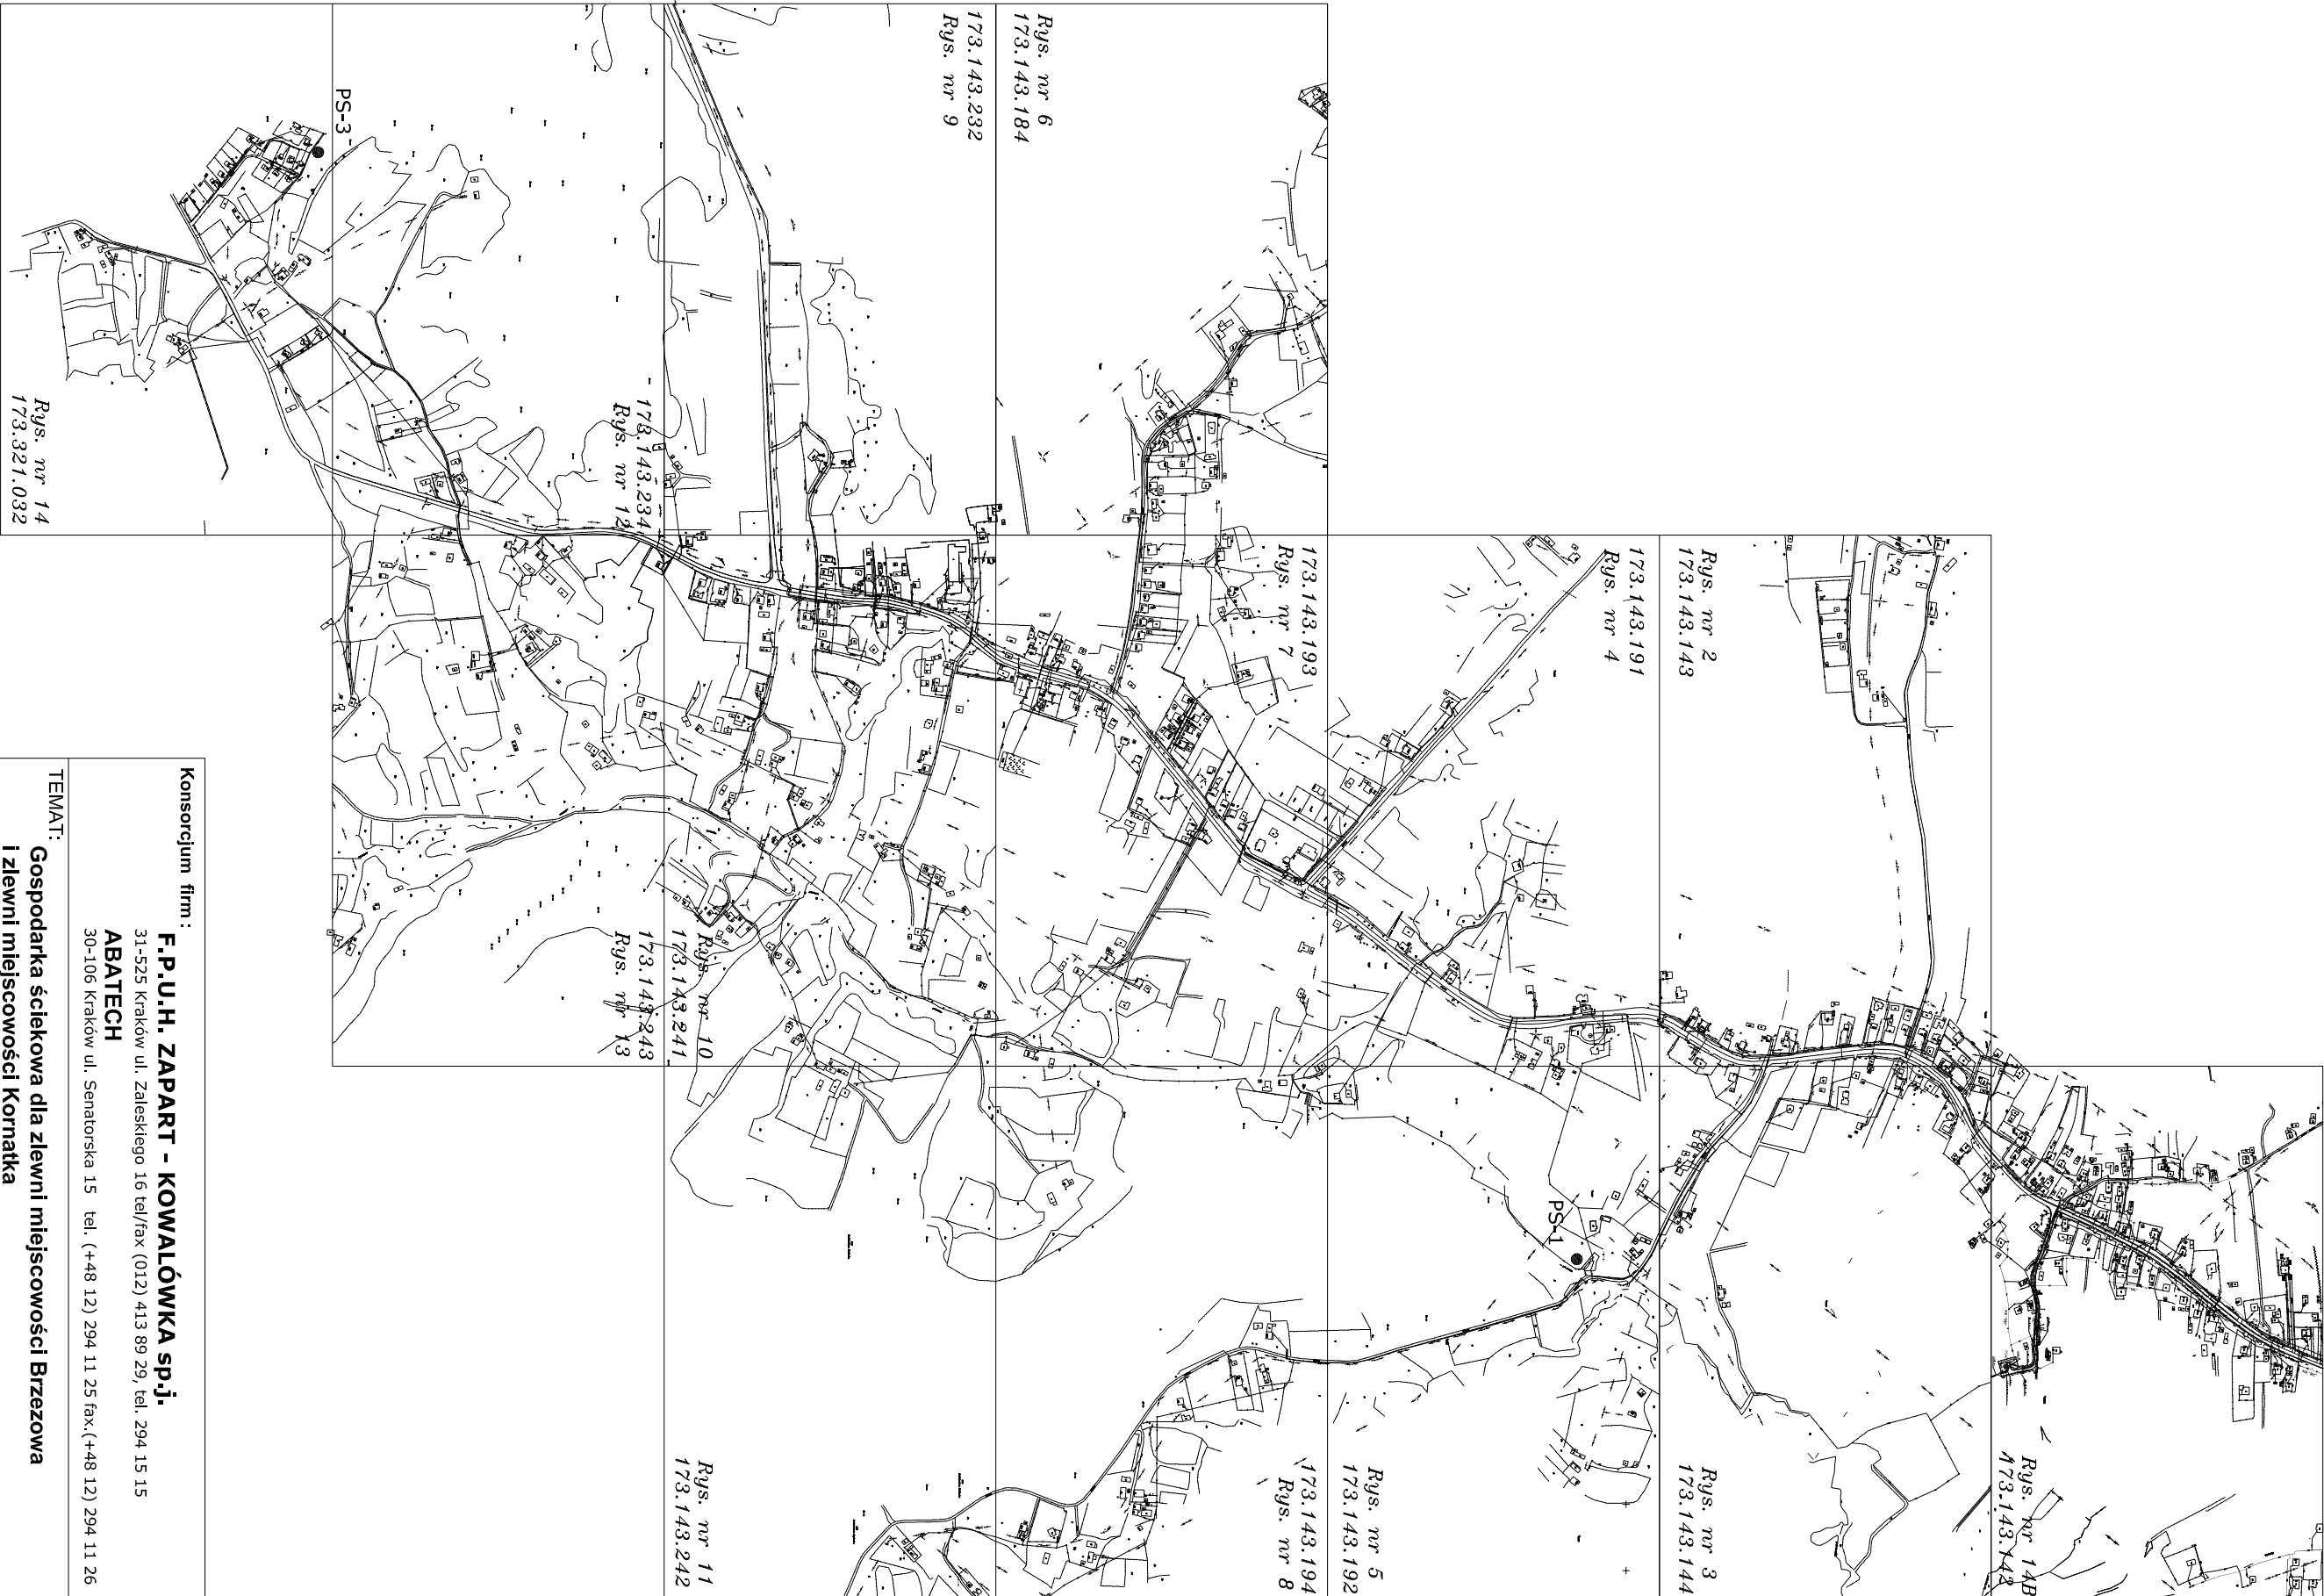 Rys. nr 14B
173.143.142
Rys. nr 2
173.143.143
Rys. nr 3
173.143.144
173.143.191
Rys. nr 4
Rys. nr 5
173.143.192
PS-1
Rys. nr 6
173.143.184
173.143.193
Rys. nr 7
173.143.194
Rys. nr 8
173.143.232
Rys. nr 9
Rys. nr 10
173.143.241
Rys. nr 11
173.143.242
173.143.234
Rys. nr 12
173.143.243
Rys. nr 13
PS-3
Rys. nr 14
173.321.032
Konsorcjum firm :
F.P.U.H. ZAPART - KOWALÓWKA sp.j.
31-525 Kraków ul. Zaleskiego 16 tel/fax (012) 413 89 29, tel. 294 15 15
ABATECH
30-106 Kraków ul. Senatorska 15 tel. (+48 12) 294 11 25 fax.(+48 12) 294 11 26
TEMAT:
Gospodarka ściekowa dla zlewni miejscowości Brzezowa
i zlewni miejscowości Kornatka